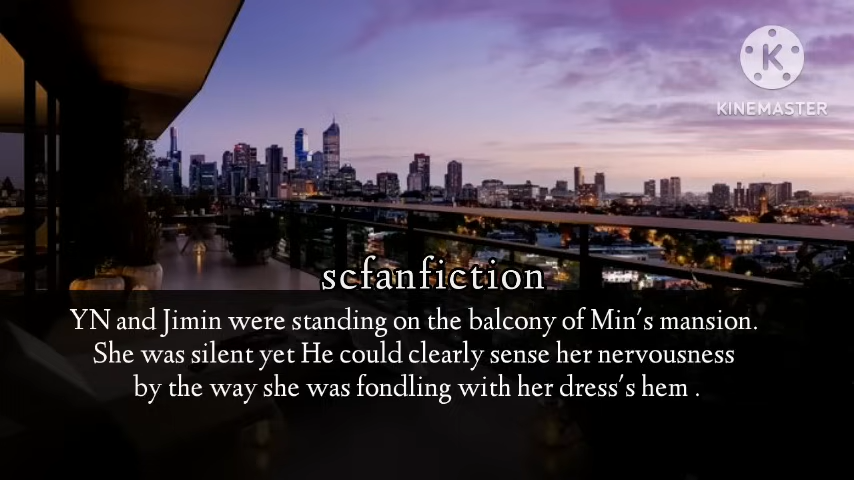 K
KINEMASTER
scfanfiction
YN and Jimin were standing on the balcony of Min's mansion.
She was silent yet He could clearly sense her nervousness
by the way she was fondling with her dress's hem .